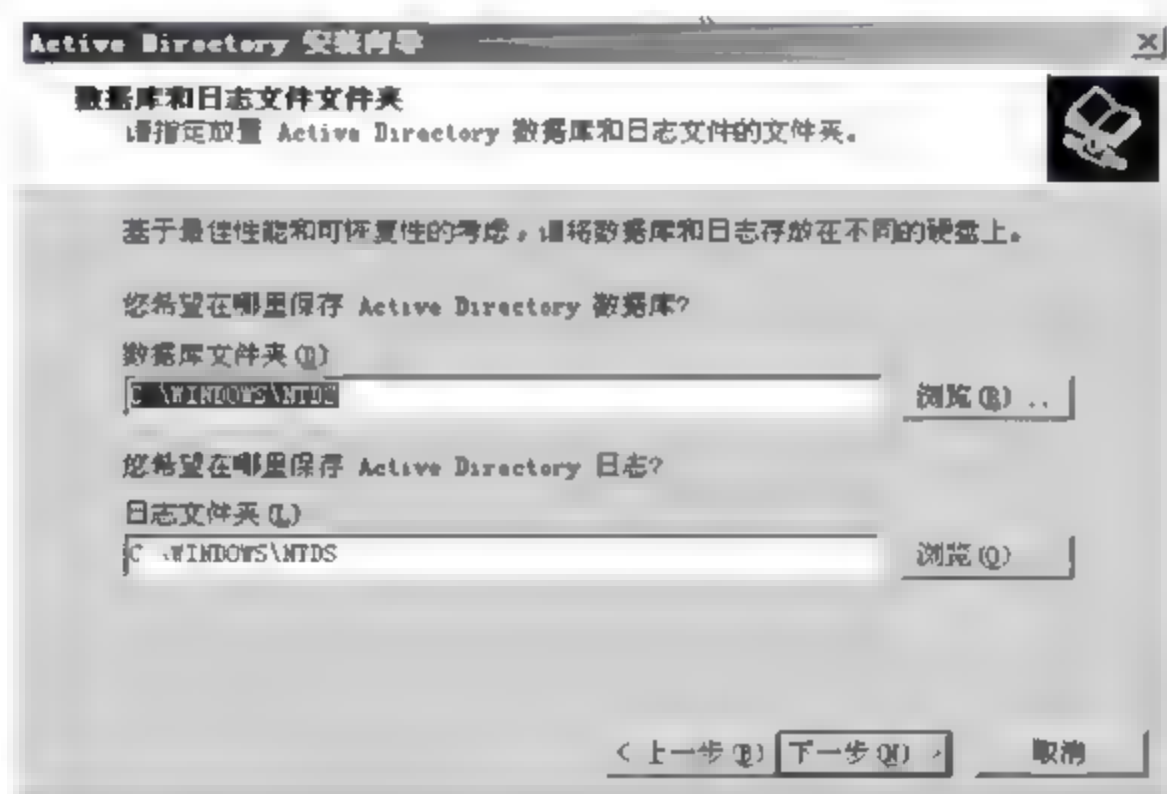 Active Directory 安装向导
数据库和日志文件文件夹
请指定放置 Active Directory 数据库和日志文件的文件夹。
基于最佳性能和可恢复性的考虑，请将数据库和日志存放在不同的硬盘上。
您希望在哪里保存 Active Directory 数据库?
数据库文件夹(D)
C:\WINDOWS\NTDS
浏览(R)...
您希望在哪里保存 Active Directory 日志?
日志文件夹(L)
C:\WINDOWS\NTDS
浏览(O)
< 上一步(B)
下一步(N) >
取消